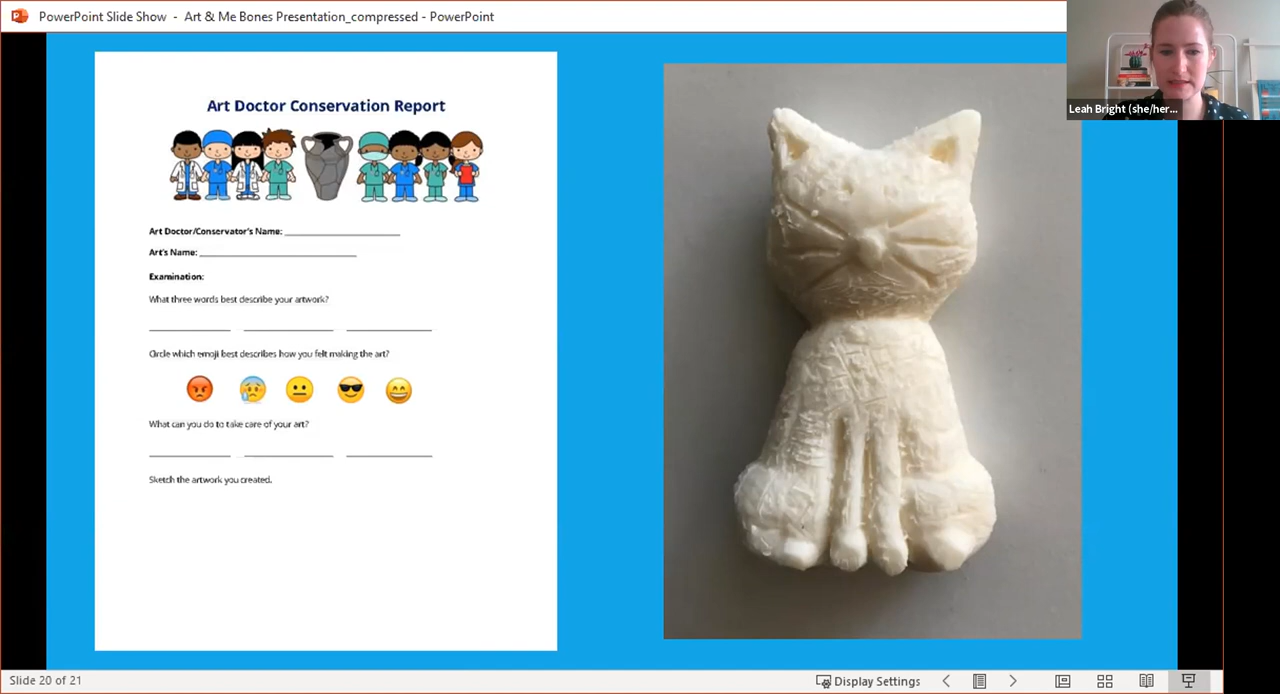 PowerPoint Slide Show - Art & Me Bones Presentation_compressed - PowerPoint
Leah Bright (she/her...
Art Doctor Conservation Report
Art Doctor/Conservator's Name: ____________________
Art's Name: ____________________
Examination:
What three words best describe your artwork?
Circle which emoji best describes how you felt making the art?
What can you do to take care of your art?
Sketch the artwork you created.
Slide 20 of 21
Display Settings